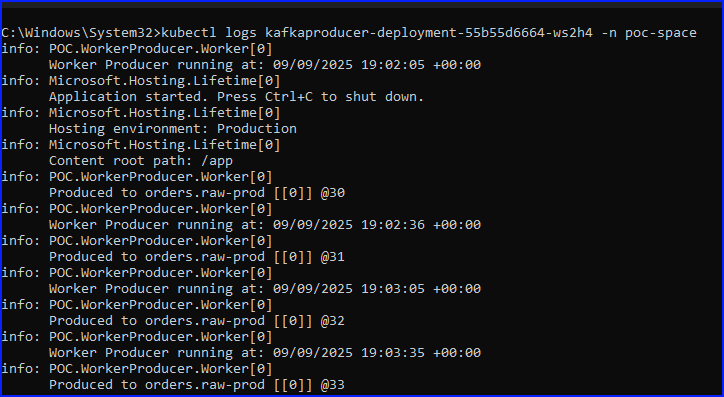 C:\Windows\System32>kubectl logs kafkaproducer-deployment-55b55d6664-ws2h4 -n poc-space
info: POC.WorkerProducer.Worker[0]
      Worker Producer running at: 09/09/2025 19:02:05 +00:00
info: Microsoft.Hosting.Lifetime[0]
      Application started. Press Ctrl+C to shut down.
info: Microsoft.Hosting.Lifetime[0]
      Hosting environment: Production
info: Microsoft.Hosting.Lifetime[0]
      Content root path: /app
info: POC.WorkerProducer.Worker[0]
      Produced to orders.raw-prod [[0]] @30
info: POC.WorkerProducer.Worker[0]
      Worker Producer running at: 09/09/2025 19:02:36 +00:00
info: POC.WorkerProducer.Worker[0]
      Produced to orders.raw-prod [[0]] @31
info: POC.WorkerProducer.Worker[0]
      Worker Producer running at: 09/09/2025 19:03:05 +00:00
info: POC.WorkerProducer.Worker[0]
      Produced to orders.raw-prod [[0]] @32
info: POC.WorkerProducer.Worker[0]
      Worker Producer running at: 09/09/2025 19:03:35 +00:00
info: POC.WorkerProducer.Worker[0]
      Produced to orders.raw-prod [[0]] @33